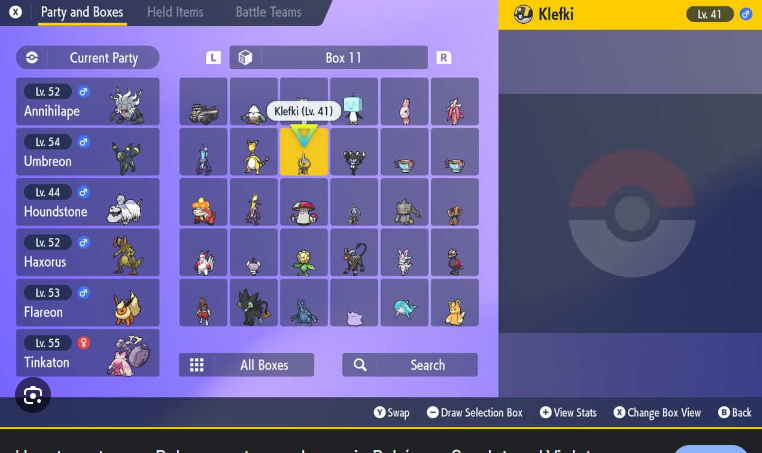 X Party and Boxes Held Items Battle Teams
Klefki Lv. 41
Current Party
L Box 11 R
Lv. 52
Annihilape
Klefki (Lv. 41)
Lv. 54
Umbreon
Lv. 44
Houndstone
Lv. 52
Haxorus
Lv. 53
Flareon
Lv. 55
Tinkaton
All Boxes Search
Y Swap - Draw Selection Box + View Stats X Change Box View B Back